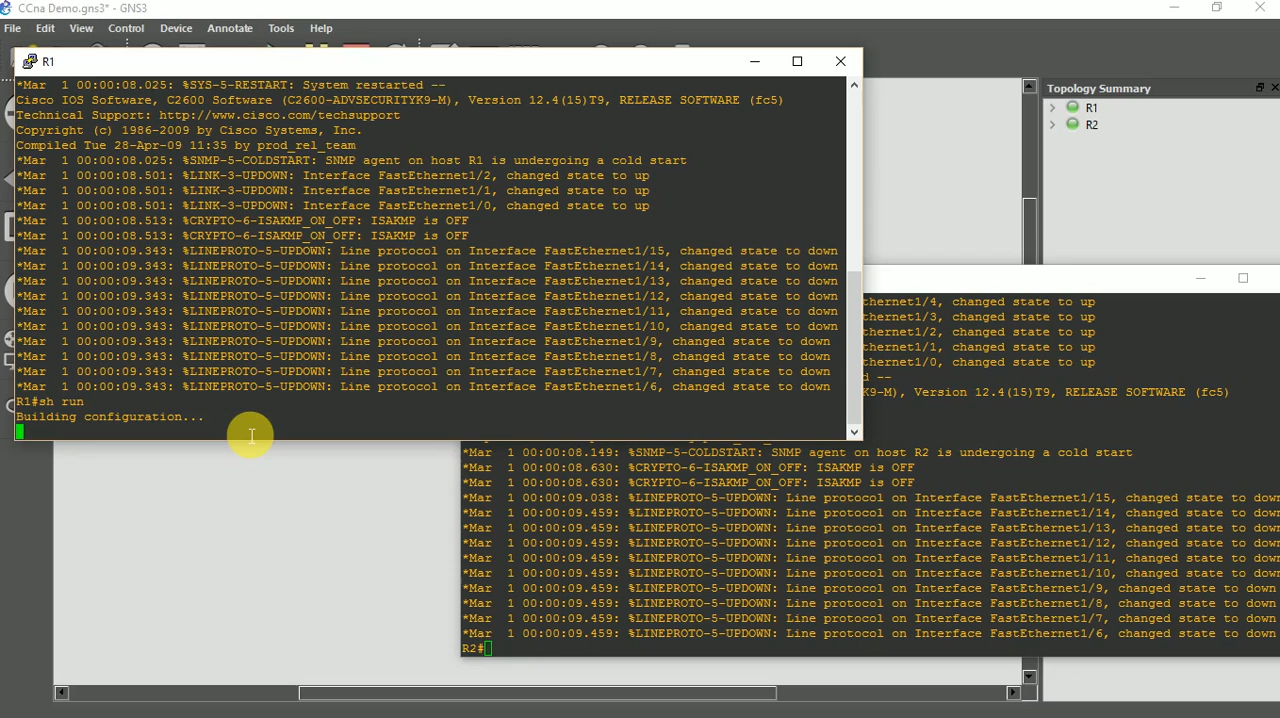 CCna Demo.gns3* - GNS3
File Edit View Control Device Annotate Tools Help
R1
*Mar  1 00:00:08.025: %SYS-5-RESTART: System restarted --
Cisco IOS Software, C2600 Software (C2600-ADVSECURITYK9-M), Version 12.4(15)T9, RELEASE SOFTWARE (fc5)
Technical Support: http://www.cisco.com/techsupport
Copyright (c) 1986-2009 by Cisco Systems, Inc.
Compiled Tue 28-Apr-09 11:35 by prod_rel_team
*Mar  1 00:00:08.025: %SNMP-5-COLDSTART: SNMP agent on host R1 is undergoing a cold start
*Mar  1 00:00:08.501: %LINK-3-UPDOWN: Interface FastEthernet1/2, changed state to up
*Mar  1 00:00:08.501: %LINK-3-UPDOWN: Interface FastEthernet1/1, changed state to up
*Mar  1 00:00:08.501: %LINK-3-UPDOWN: Interface FastEthernet1/0, changed state to up
*Mar  1 00:00:08.513: %CRYPTO-6-ISAKMP_ON_OFF: ISAKMP is OFF
*Mar  1 00:00:08.513: %CRYPTO-6-ISAKMP_ON_OFF: ISAKMP is OFF
*Mar  1 00:00:09.343: %LINEPROTO-5-UPDOWN: Line protocol on Interface FastEthernet1/15, changed state to down
*Mar  1 00:00:09.343: %LINEPROTO-5-UPDOWN: Line protocol on Interface FastEthernet1/14, changed state to down
*Mar  1 00:00:09.343: %LINEPROTO-5-UPDOWN: Line protocol on Interface FastEthernet1/13, changed state to down
*Mar  1 00:00:09.343: %LINEPROTO-5-UPDOWN: Line protocol on Interface FastEthernet1/12, changed state to down
*Mar  1 00:00:09.343: %LINEPROTO-5-UPDOWN: Line protocol on Interface FastEthernet1/11, changed state to down
*Mar  1 00:00:09.343: %LINEPROTO-5-UPDOWN: Line protocol on Interface FastEthernet1/10, changed state to down
*Mar  1 00:00:09.343: %LINEPROTO-5-UPDOWN: Line protocol on Interface FastEthernet1/9, changed state to down
*Mar  1 00:00:09.343: %LINEPROTO-5-UPDOWN: Line protocol on Interface FastEthernet1/8, changed state to down
*Mar  1 00:00:09.343: %LINEPROTO-5-UPDOWN: Line protocol on Interface FastEthernet1/7, changed state to down
*Mar  1 00:00:09.343: %LINEPROTO-5-UPDOWN: Line protocol on Interface FastEthernet1/6, changed state to down
R1#sh run
Building configuration...
Topology Summary
R1
R2
hernet1/4, changed state to up
hernet1/3, changed state to up
hernet1/2, changed state to up
hernet1/1, changed state to up
hernet1/0, changed state to up
d --
K9-M), Version 12.4(15)T9, RELEASE SOFTWARE (fc5)
*Mar  1 00:00:08.149: %SNMP-5-COLDSTART: SNMP agent on host R2 is undergoing a cold start
*Mar  1 00:00:08.630: %CRYPTO-6-ISAKMP_ON_OFF: ISAKMP is OFF
*Mar  1 00:00:08.630: %CRYPTO-6-ISAKMP_ON_OFF: ISAKMP is OFF
*Mar  1 00:00:09.038: %LINEPROTO-5-UPDOWN: Line protocol on Interface FastEthernet1/15, changed state to down
*Mar  1 00:00:09.459: %LINEPROTO-5-UPDOWN: Line protocol on Interface FastEthernet1/14, changed state to down
*Mar  1 00:00:09.459: %LINEPROTO-5-UPDOWN: Line protocol on Interface FastEthernet1/13, changed state to down
*Mar  1 00:00:09.459: %LINEPROTO-5-UPDOWN: Line protocol on Interface FastEthernet1/12, changed state to down
*Mar  1 00:00:09.459: %LINEPROTO-5-UPDOWN: Line protocol on Interface FastEthernet1/11, changed state to down
*Mar  1 00:00:09.459: %LINEPROTO-5-UPDOWN: Line protocol on Interface FastEthernet1/10, changed state to down
*Mar  1 00:00:09.459: %LINEPROTO-5-UPDOWN: Line protocol on Interface FastEthernet1/9, changed state to down
*Mar  1 00:00:09.459: %LINEPROTO-5-UPDOWN: Line protocol on Interface FastEthernet1/8, changed state to down
*Mar  1 00:00:09.459: %LINEPROTO-5-UPDOWN: Line protocol on Interface FastEthernet1/7, changed state to down
*Mar  1 00:00:09.459: %LINEPROTO-5-UPDOWN: Line protocol on Interface FastEthernet1/6, changed state to down
R2#